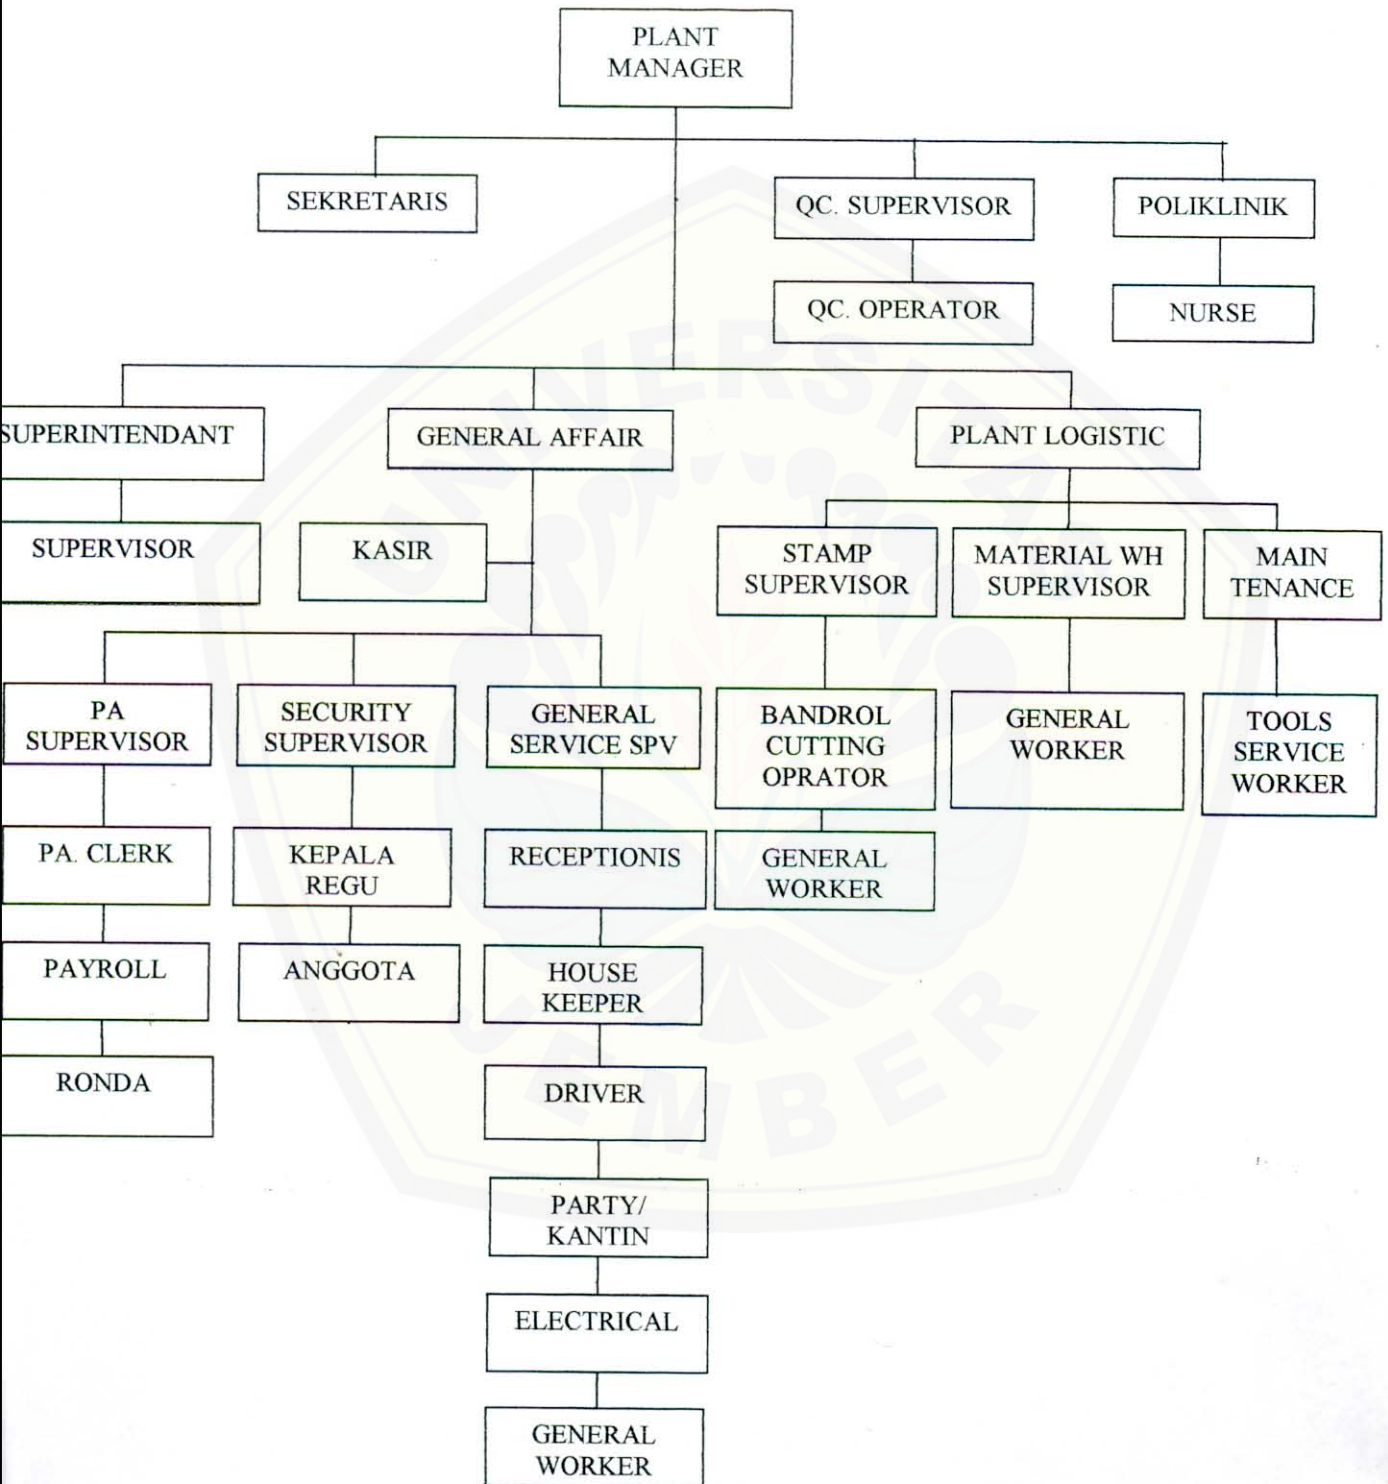 PLANT
MANAGER
SEKRETARIS
QC. SUPERVISOR
POLIKLINIK
QC. OPERATOR
NURSE
SUPERINTENDANT
GENERAL AFFAIR
PLANT LOGISTIC
SUPERVISOR
KASIR
STAMP
SUPERVISOR
MATERIAL WH
SUPERVISOR
MAIN
TENANCE
PA
SUPERVISOR
SECURITY
SUPERVISOR
GENERAL
SERVICE SPV
BANDROL
CUTTING
OPRATOR
GENERAL
WORKER
TOOLS
SERVICE
WORKER
PA. CLERK
KEPALA
REGU
RECEPTIONIS
GENERAL
WORKER
PAYROLL
ANGGOTA
HOUSE
KEEPER
RONDA
DRIVER
PARTY/
KANTIN
ELECTRICAL
GENERAL
WORKER
UNIVERSITAS
JEMBER